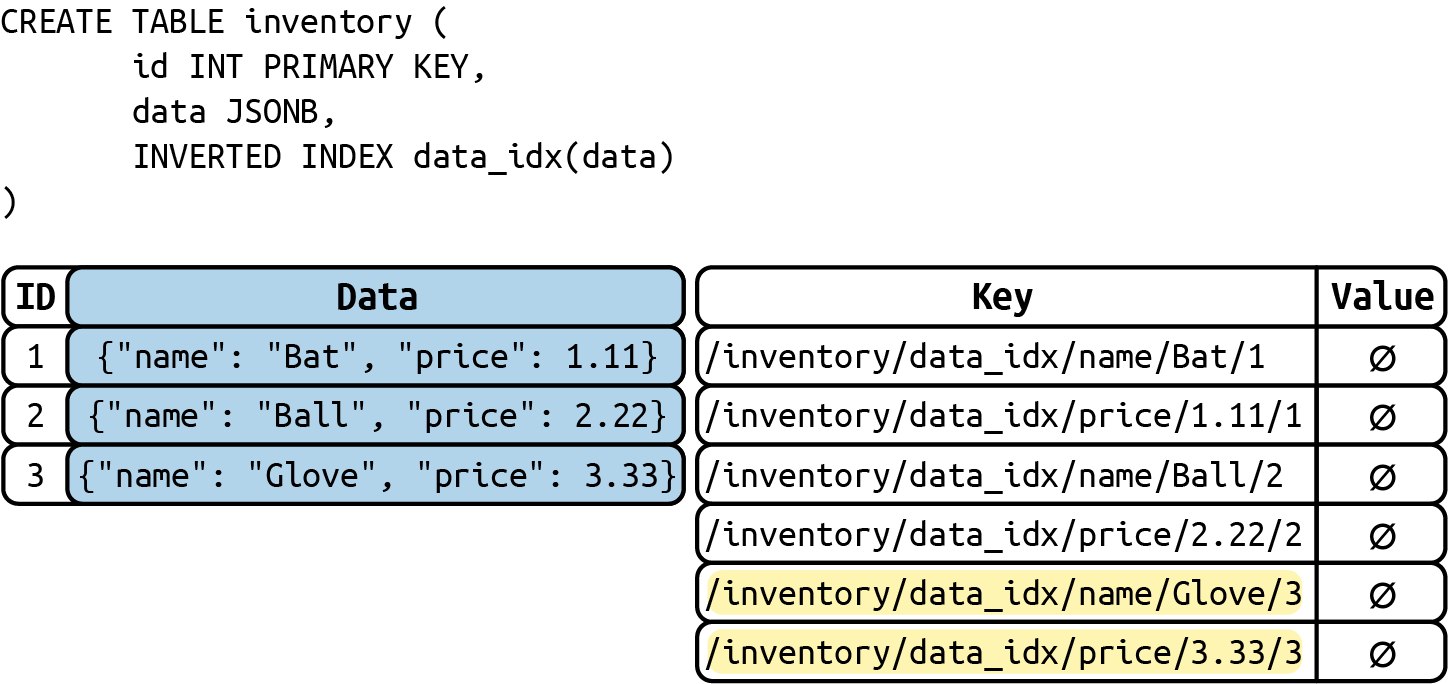 CREATE TABLE inventory (
id INT PRIMARY KEY,
data JSONB,
INVERTED INDEX data_idx(data)
)
ID Data
1 {"name": "Bat", "price": 1.11}
2 {"name": "Ball", "price": 2.22}
3 {"name": "Glove", "price": 3.33}
Key Value
/inventory/data_idx/name/Bat/1 ∅
/inventory/data_idx/price/1.11/1 ∅
/inventory/data_idx/name/Ball/2 ∅
/inventory/data_idx/price/2.22/2 ∅
/inventory/data_idx/name/Glove/3 ∅
/inventory/data_idx/price/3.33/3 ∅